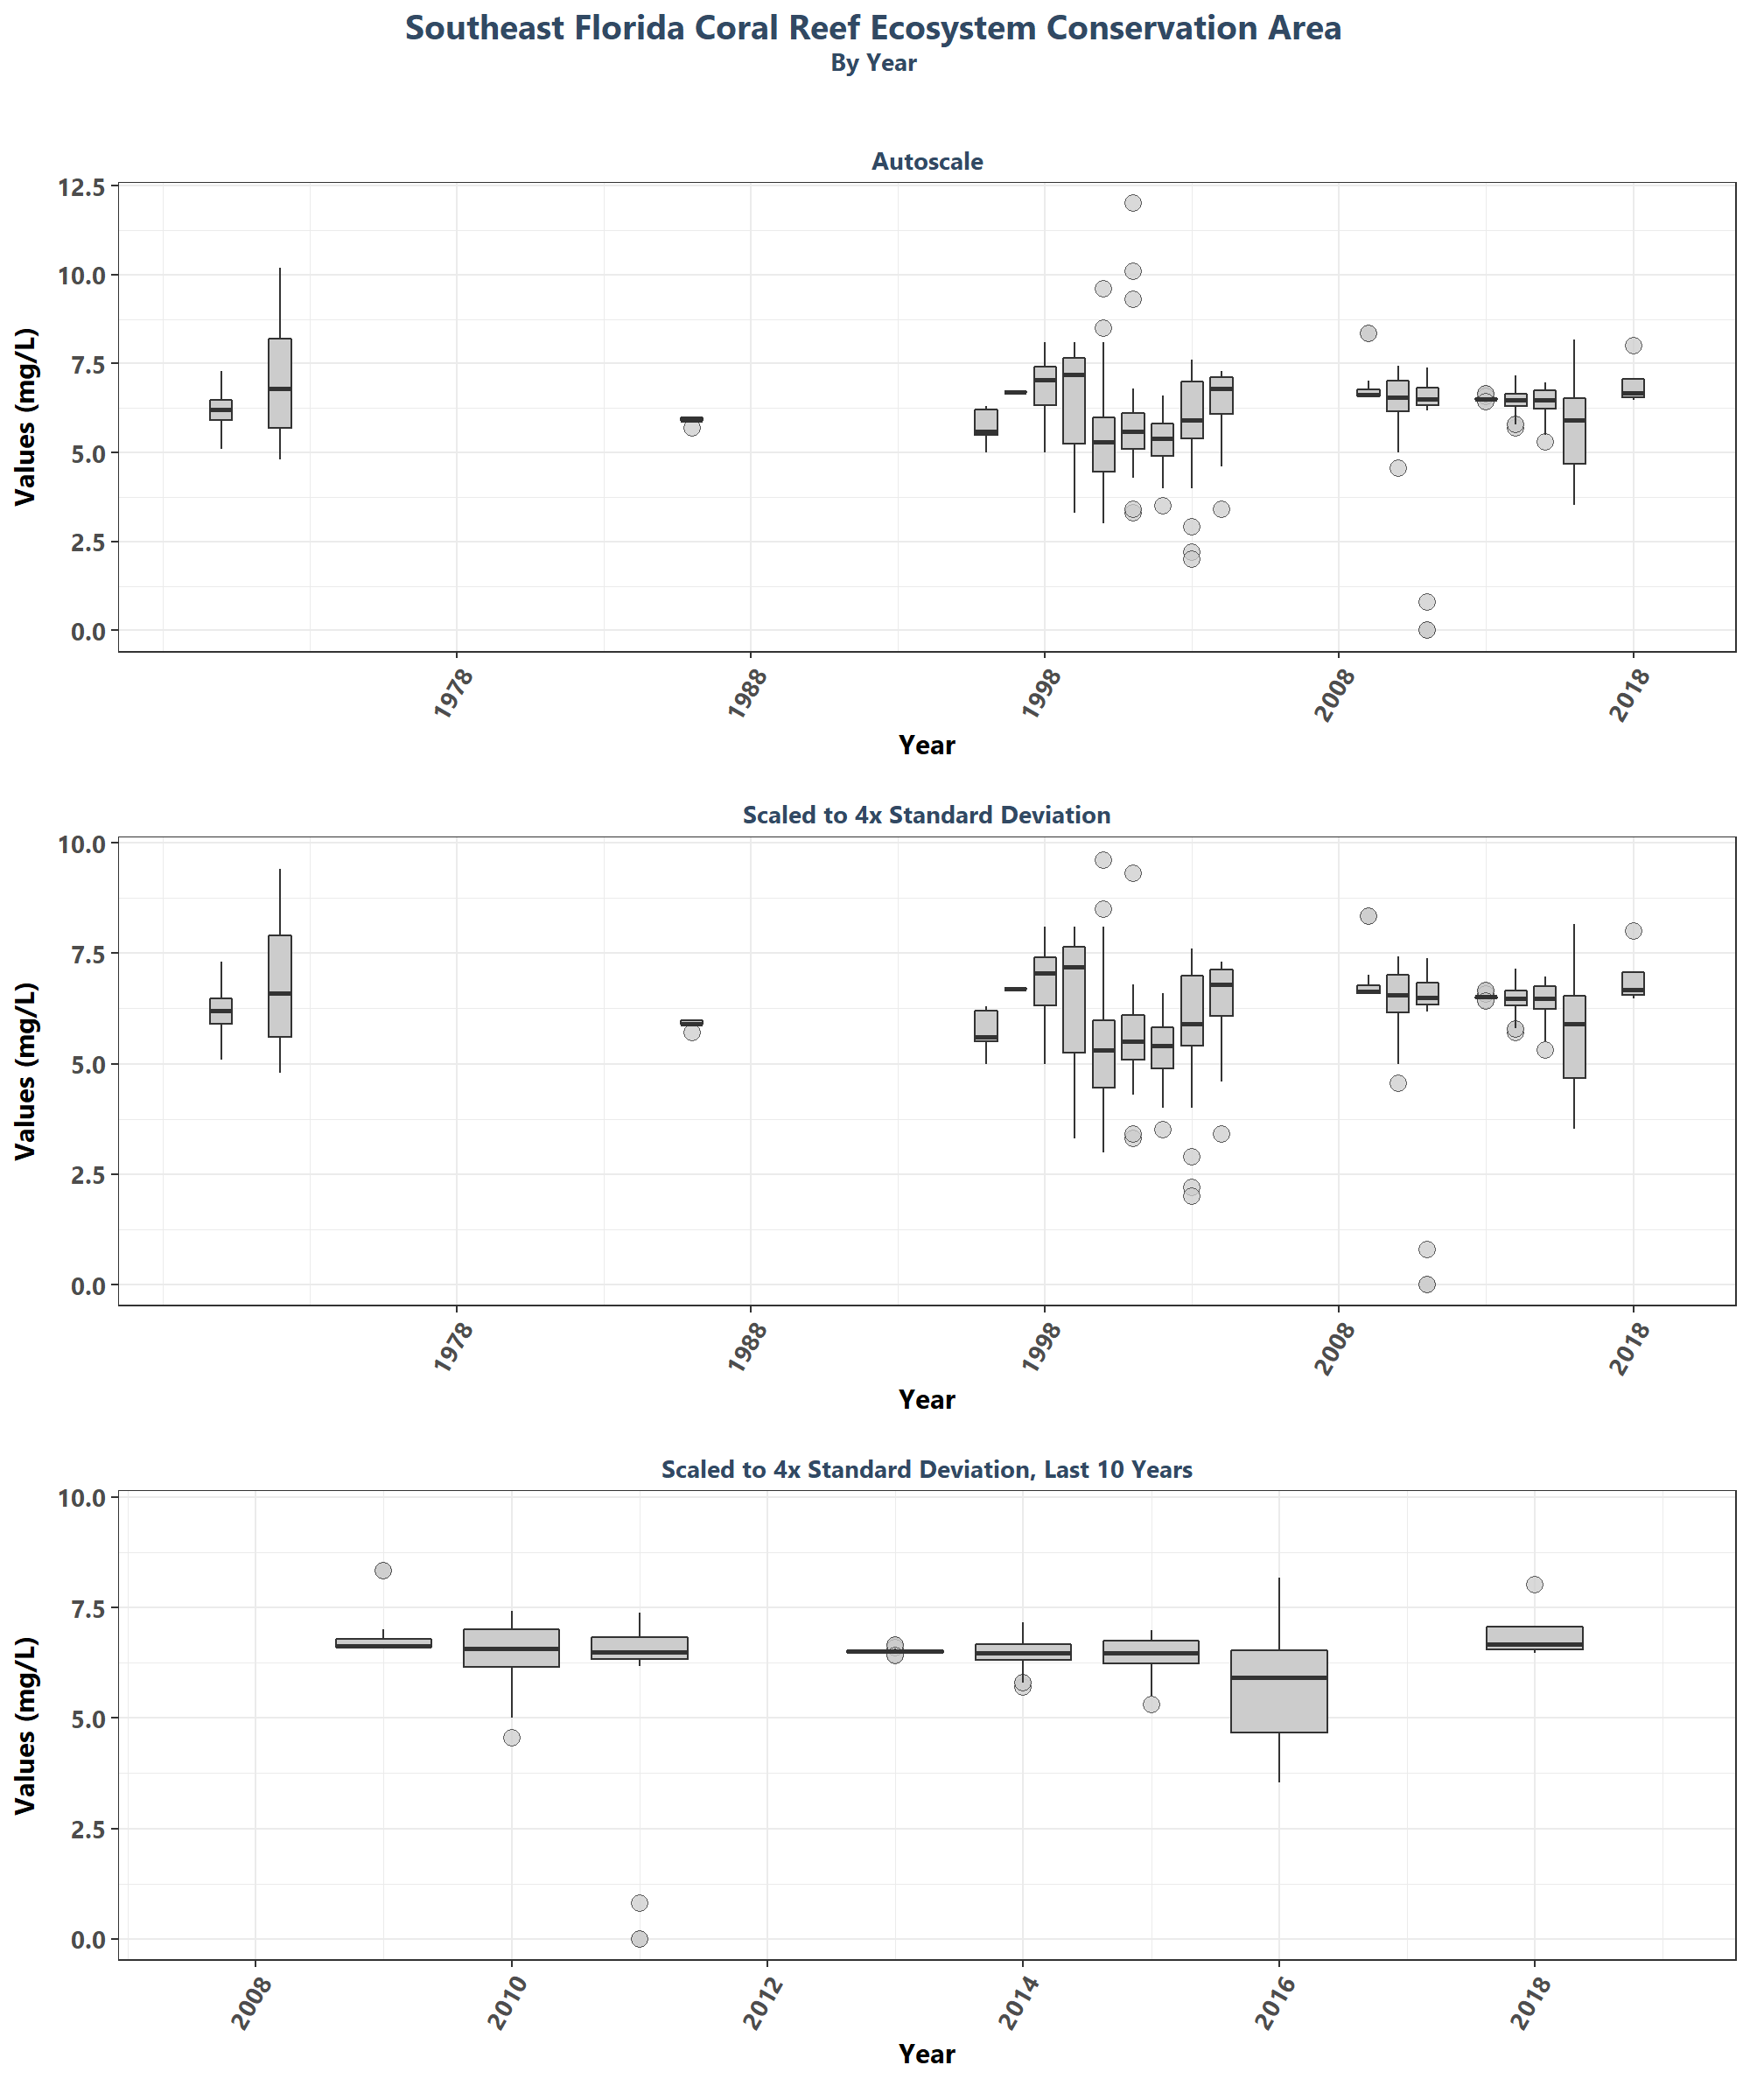 Southeast Florida Coral Reef Ecosystem Conservation Area
By Year
Autoscale
12.5
10.0
7.5
5.0
2.5
0.0
Values (mg/L)
1978
1988
1998
2008
2018
Year
Scaled to 4x Standard Deviation
10.0
7.5
5.0
2.5
0.0
Values (mg/L)
1978
1988
1998
2008
2018
Year
Scaled to 4x Standard Deviation, Last 10 Years
10.0
7.5
5.0
2.5
0.0
Values (mg/L)
2008
2010
2012
2014
2016
2018
Year